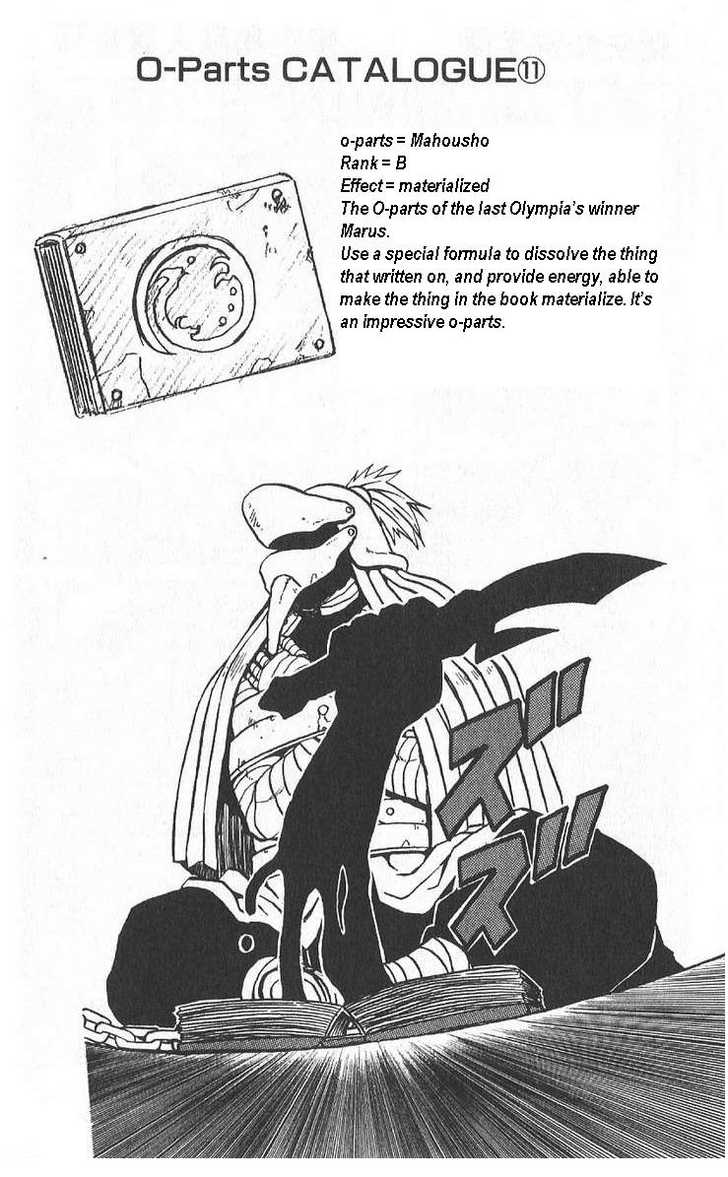 O-Parts CATALOGUE⑪
o-parts = Mahousho
Rank = B
Effect = materialized
The O-parts of the last Olympia's winner
Marus.
Use a special formula to dissolve the thing
that written on, and provide energy, able to
make the thing in the book materialize. It's
an impressive o-parts.
ズズ
ズズ